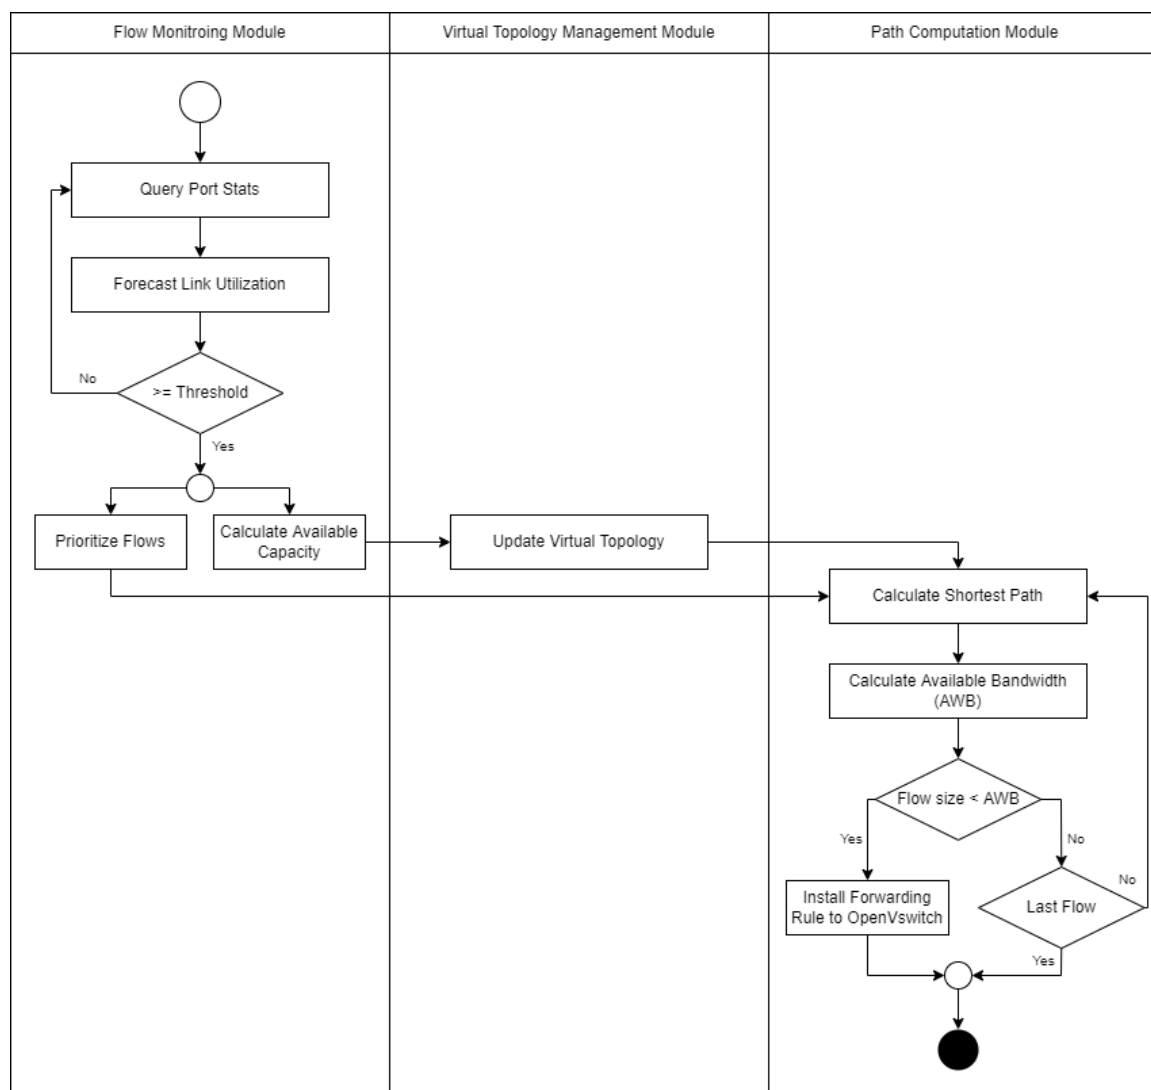 Flow Monitroing Module
Virtual Topology Management Module
Path Computation Module
Query Port Stats
Forecast Link Utilization
No
>= Threshold
Yes
Prioritize Flows
Calculate Available
Capacity
Update Virtual Topology
Calculate Shortest Path
Calculate Available Bandwidth
(AWB)
Flow size < AWB
Yes
No
Install Forwarding
Rule to OpenVswitch
Last Flow
No
Yes